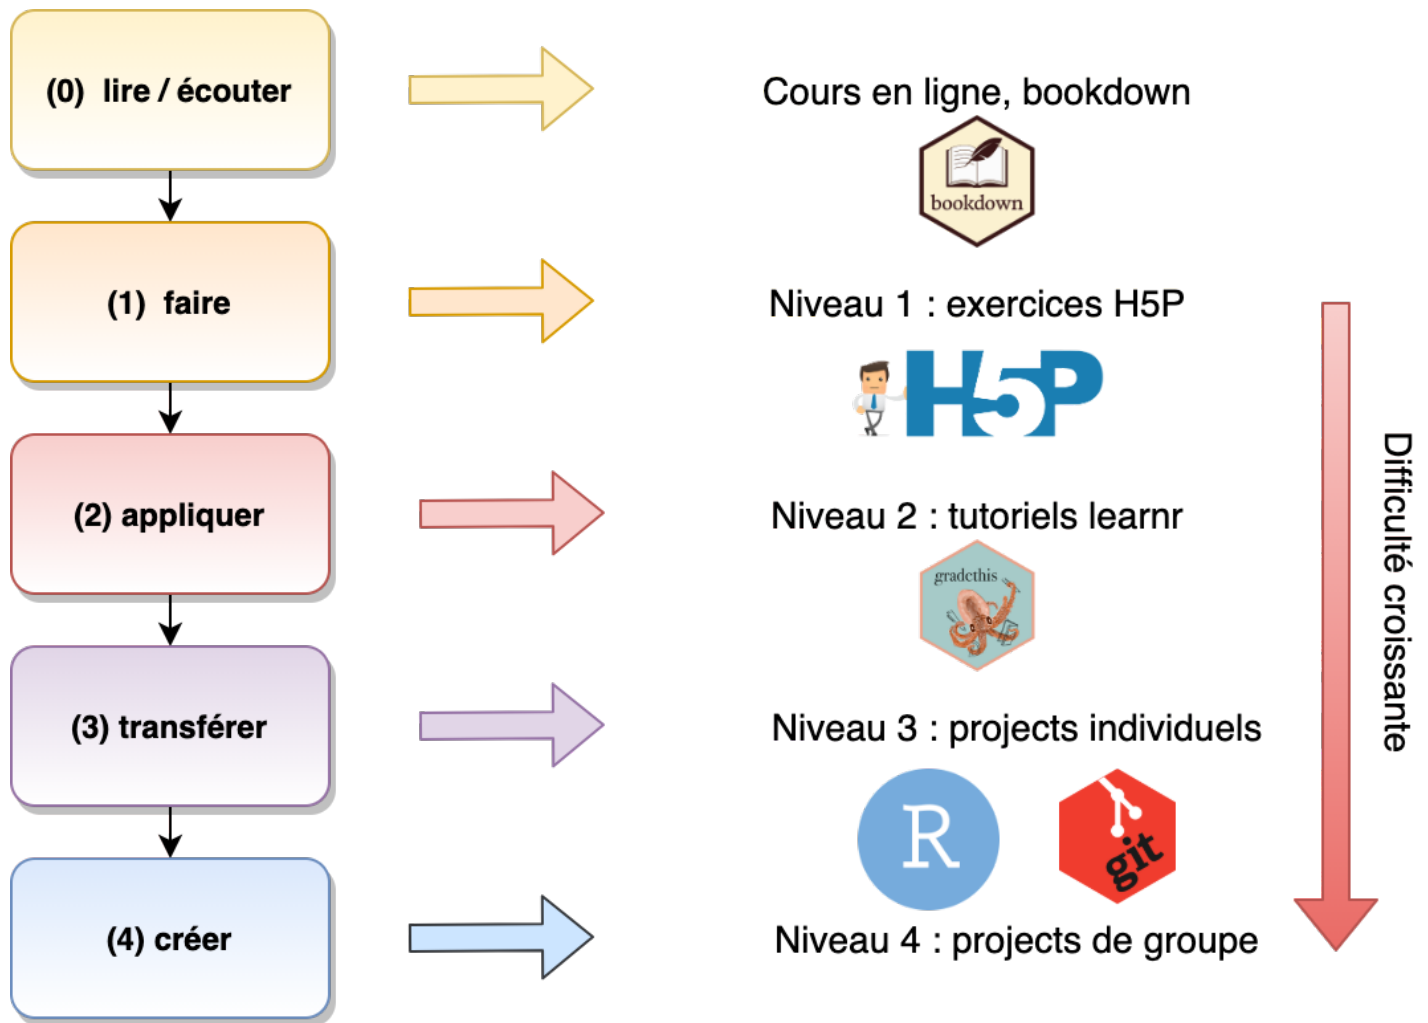 (0) lire / écouter
Cours en ligne, bookdown
bookdown
(1) faire
Niveau 1 : exercices H5P
H5P
(2) appliquer
Niveau 2 : tutoriels learnr
gradethis
(3) transférer
Niveau 3 : projects individuels
R
git
(4) créer
Niveau 4 : projects de groupe
Difficulté croissante